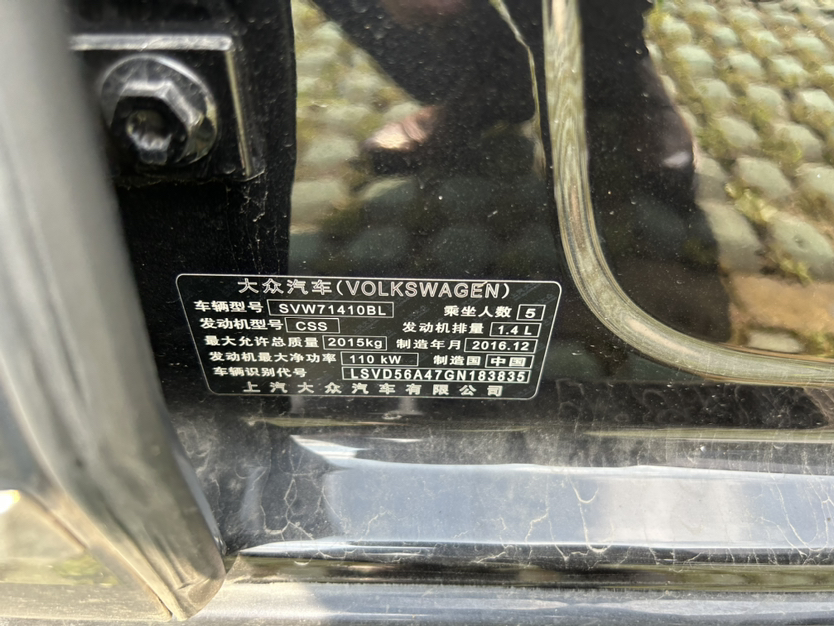 大众汽车(VOLKSWAGEN)
车辆型号 SVW71410BL 乘坐人数 5
发动机型号 CSS 发动机排量 1.4 L
最大允许总质量 2015kg 制造年月 2016.12
发动机最大净功率 110 kW 制造国 中国
车辆识别代号 LSVD56A47GN183835
上汽大众汽车有限公司